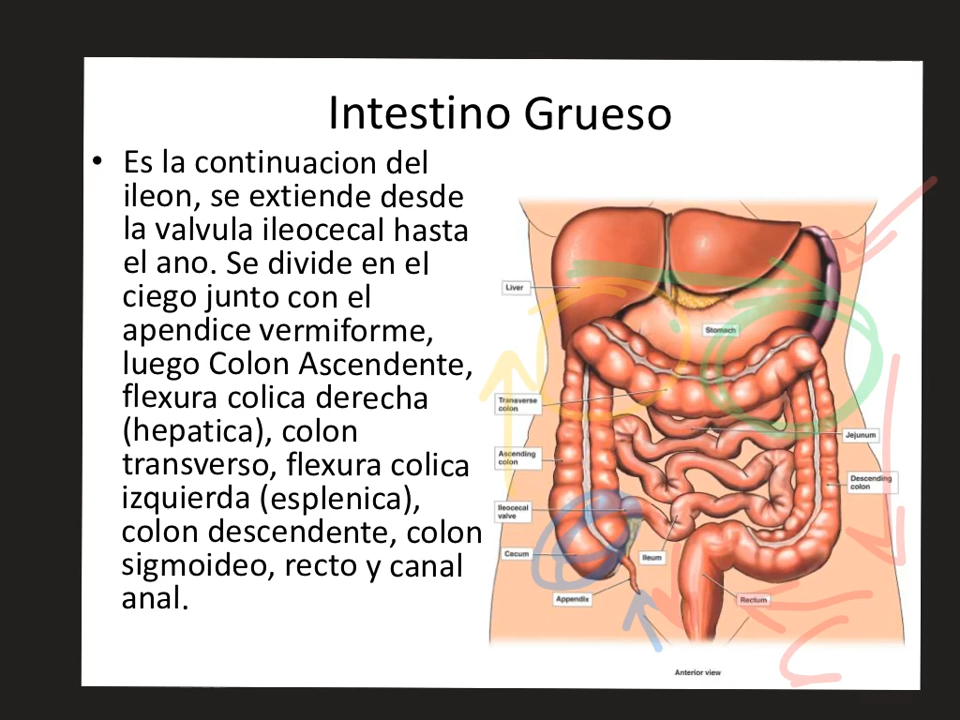 Intestino Grueso
• Es la continuacion del
ileon, se extiende desde
la valvula ileocecal hasta
el ano. Se divide en el
ciego junto con el
apendice vermiforme,
luego Colon Ascendente,
flexura colica derecha
(hepatica), colon
transverso, flexura colica
izquierda (esplenica),
colon descendente, colon
sigmoideo, recto y canal
anal.
Liver
Stomach
Transverse
colon
Jejunum
Ascending
colon
Descending
colon
Ileocecal
valve
Cecum
Ileum
Appendix
Rectum
Anterior view